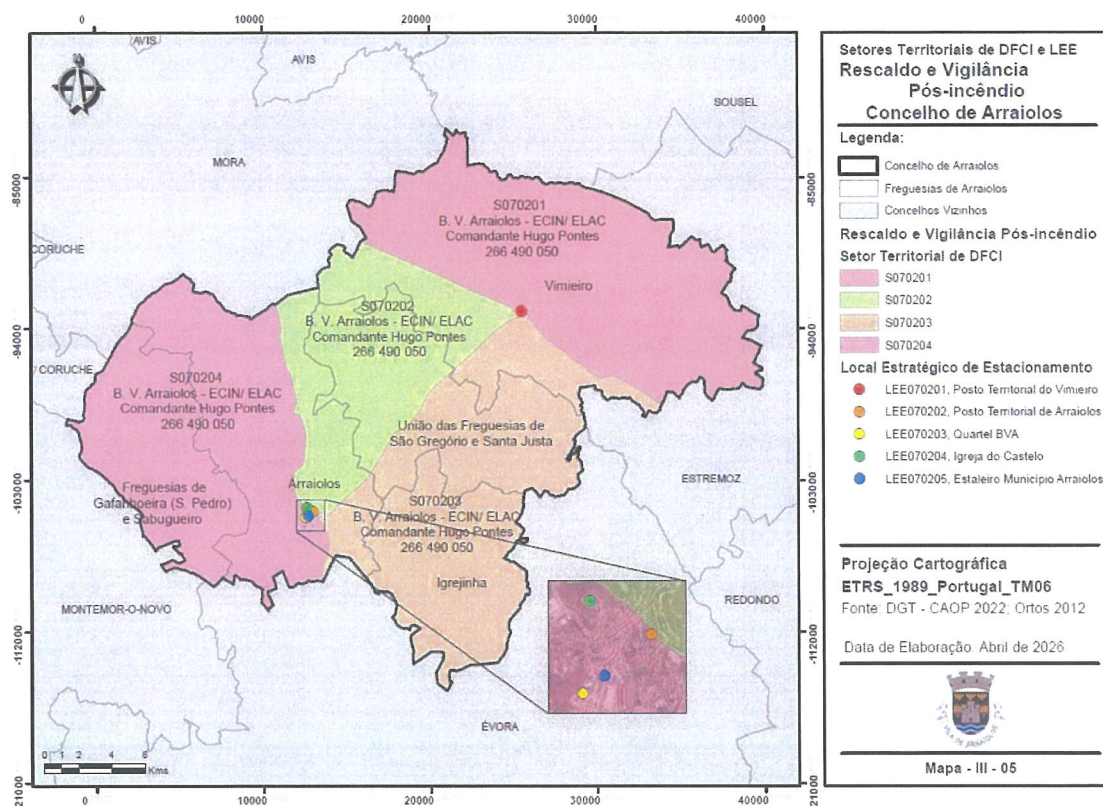 0 10000 20000 30000 40000
AVIS
AVIS
SOUSEL
MORA
CORUCHE
CORUCHE
S070201
B. V. Arraiolos - ECIN/ ELAC
Comandante Hugo Pontes
266 490 050
Vimieiro
S070202
B. V. Arraiolos - ECIN/ ELAC
Comandante Hugo Pontes
266 490 050
S070204
B. V. Arraiolos - ECIN/ ELAC
Comandante Hugo Pontes
266 490 050
União das Freguesias de
São Gregório e Santa Justa
Arraiolos
Freguesias de
Gafanhoeira (S. Pedro)
e Sabugueiro
S070203
B. V. Arraiolos - ECIN/ ELAC
Comandante Hugo Pontes
266 490 050
Igrejinha
ESTREMOZ
MONTEMOR-O-NOVO
REDONDO
ÉVORA
-85000
-94000
-103000
-112000
21000
-85000
-94000
-103000
-112000
21000
0 1 2 4 6
Kms
0 10000 20000 30000 40000
Setores Territoriais de DFCI e LEE
Rescaldo e Vigilância
Pós-incêndio
Concelho de Arraiolos
Legenda:
Concelho de Arraiolos
Freguesias de Arraiolos
Concelhos Vizinhos
Rescaldo e Vigilância Pós-incêndio
Setor Territorial de DFCI
S070201
S070202
S070203
S070204
Local Estratégico de Estacionamento
LEE070201, Posto Territorial do Vimieiro
LEE070202, Posto Territorial de Arraiolos
LEE070203, Quartel BVA
LEE070204, Igreja do Castelo
LEE070205, Estaleiro Município Arraiolos
Projeção Cartográfica
ETRS_1989_Portugal_TM06
Fonte: DGT - CAOP 2022; Ortos 2012
Data de Elaboração: Abril de 2026
VILA DE ARRAIOLOS
Mapa - III - 05